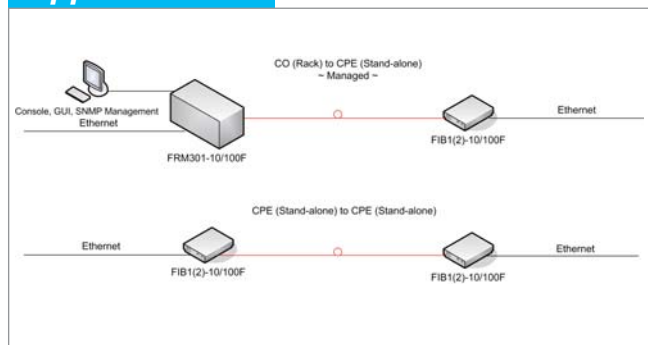 CO (Rack) to CPE (Stand-alone)
~ Managed ~
Console, GUI, SNMP Management
Ethernet
Ethernet
FRM301-10/100F
FIB1(2)-10/100F
CPE (Stand-alone) to CPE (Stand-alone)
Ethernet
Ethernet
FIB1(2)-10/100F
FIB1(2)-10/100F